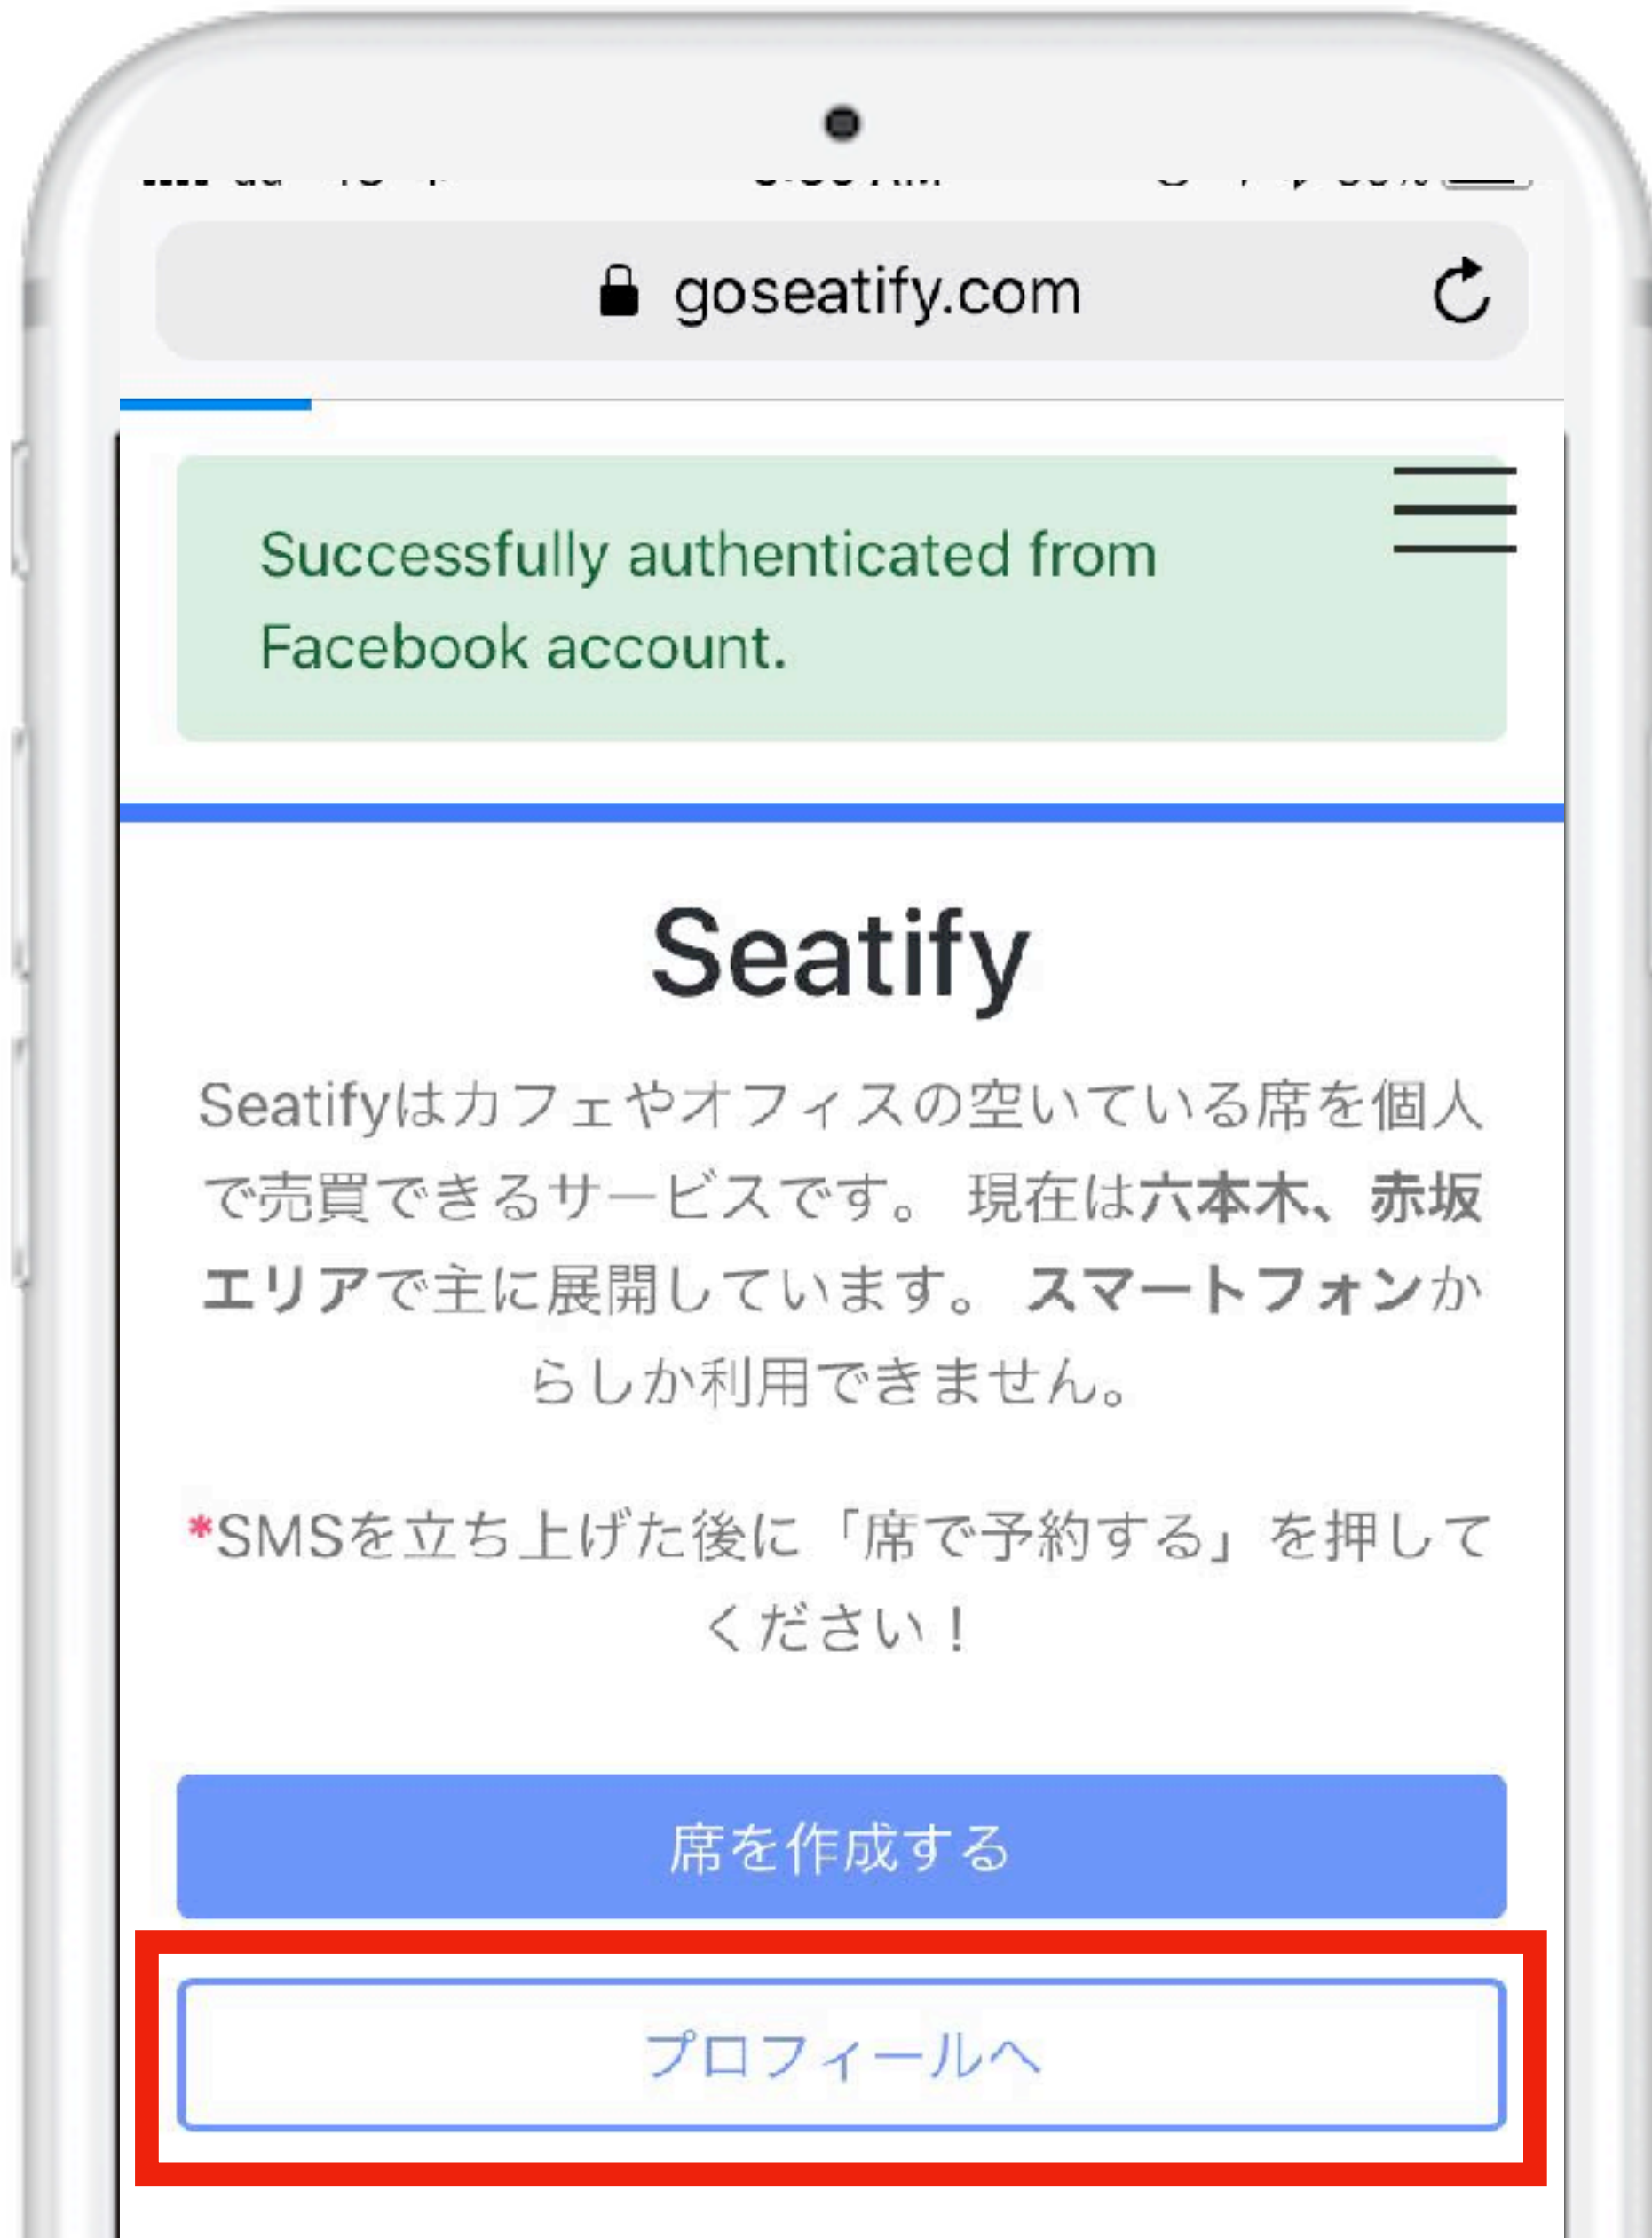 goseatify.com
Successfully authenticated from
Facebook account.
Seatify
Seatifyはカフェやオフィスの空いている席を個人
で売買できるサービスです。 現在は六本木、赤坂
エリアで主に展開しています。 スマートフォンか
らしか利用できません。
*SMSを立ち上げた後に「席で予約する」を押して
ください！
席を作成する
プロフィールへ